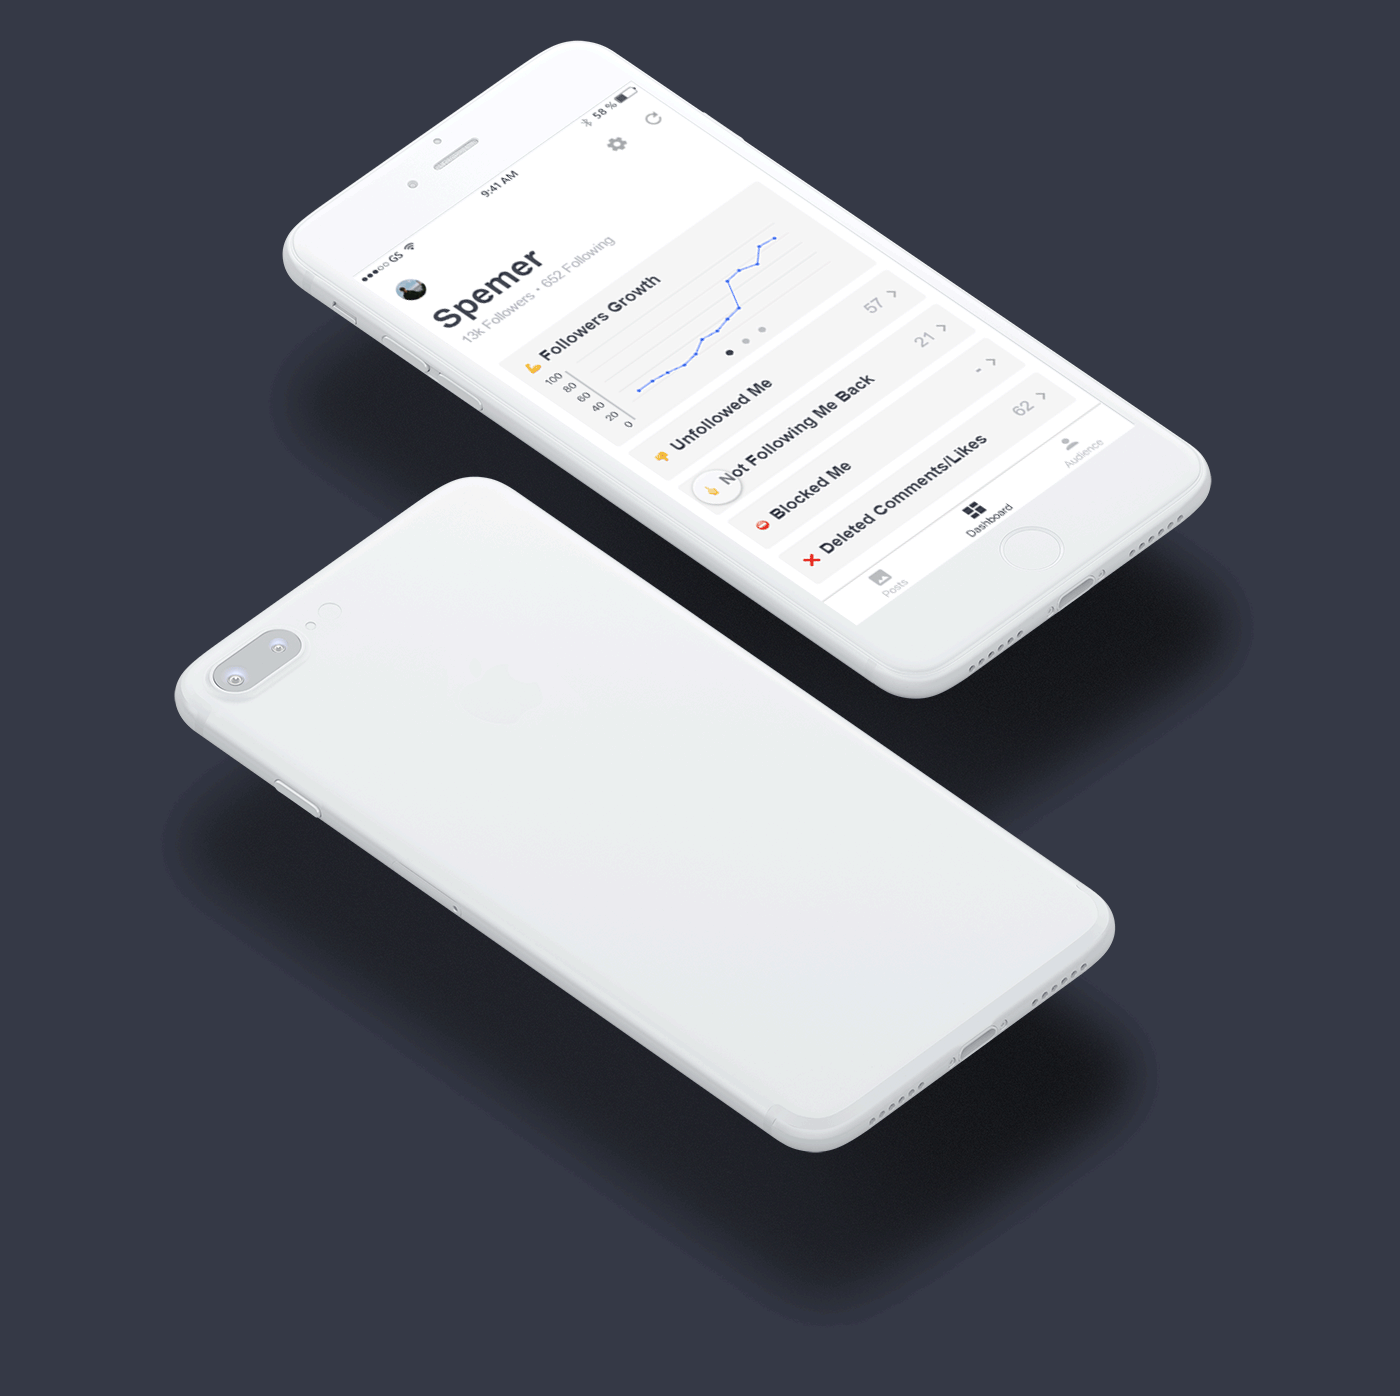 GS 9:41 AM 58 %
Spemer
13k Followers • 652 Following
💪 Followers Growth
100
80
60
40
20
0
👎 Unfollowed Me 57 >
👆 Not Following Me Back 21 >
⛔ Blocked Me - >
❌ Deleted Comments/Likes 62 >
Posts Dashboard Audience